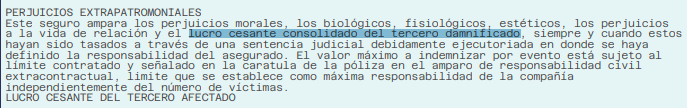 PERJUICIOS EXTRAPATROMONIALES
Este seguro ampara los perjuicios morales, los biológicos, fisiológicos, estéticos, los perjuicios
a la vida de relación y el lucro cesante consolidado del tercero damnificado, siempre y cuando estos
hayan sido tasados a través de una sentencia judicial debidamente ejecutoriada en donde se haya
definido la responsabilidad del asegurado. El valor máximo a indemnizar por evento está sujeto al
límite contratado y señalado en la caratula de la póliza en el amparo de responsabilidad civil
extracontractual, límite que se establece como máxima responsabilidad de la compañía
independientemente del número de víctimas.
LUCRO CESANTE DEL TERCERO AFECTADO